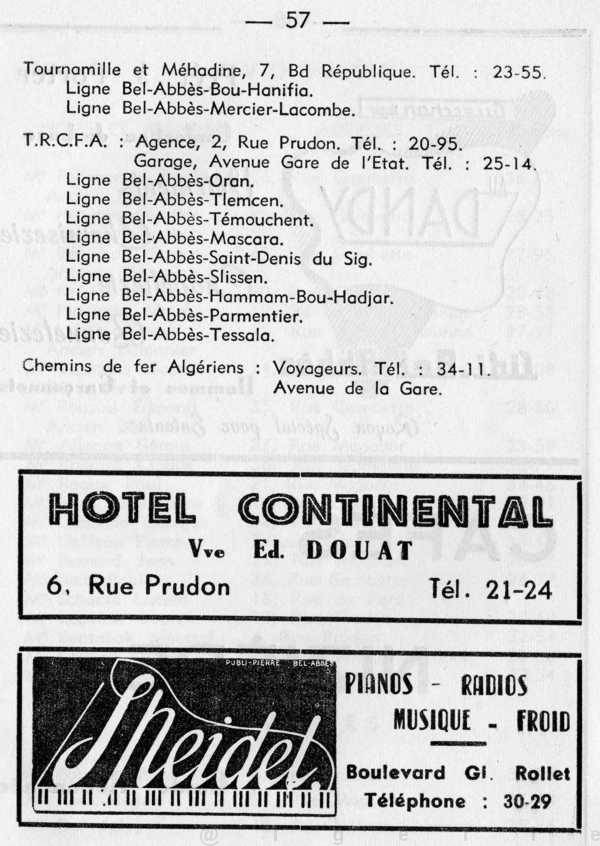 — 57 —
Tournamille et Méhadine, 7, Bd République. Tél. : 23-55.
Ligne Bel-Abbès-Bou-Hanifia.
Ligne Bel-Abbès-Mercier-Lacombe.
T.R.C.F.A. : Agence, 2, Rue Prudon. Tél. : 20-95.
Garage, Avenue Gare de l'Etat. Tél. : 25-14.
Ligne Bel-Abbès-Oran.
Ligne Bel-Abbès-Tlemcen.
Ligne Bel-Abbès-Témouchent.
Ligne Bel-Abbès-Mascara.
Ligne Bel-Abbès-Saint-Denis du Sig.
Ligne Bel-Abbès-Slissen.
Ligne Bel-Abbès-Hammam-Bou-Hadjar.
Ligne Bel-Abbès-Parmentier.
Ligne Bel-Abbès-Tessala.
Chemins de fer Algériens : Voyageurs. Tél. : 34-11.
Avenue de la Gare.
HOTEL CONTINENTAL
Vve Ed. DOUAT
6, Rue Prudon Tél. 21-24
PUBLI-PIERRE BEL-ABBÈS
Speidel.
PIANOS - RADIOS
MUSIQUE - FROID
Boulevard Gl. Rollet
Téléphone : 30-29